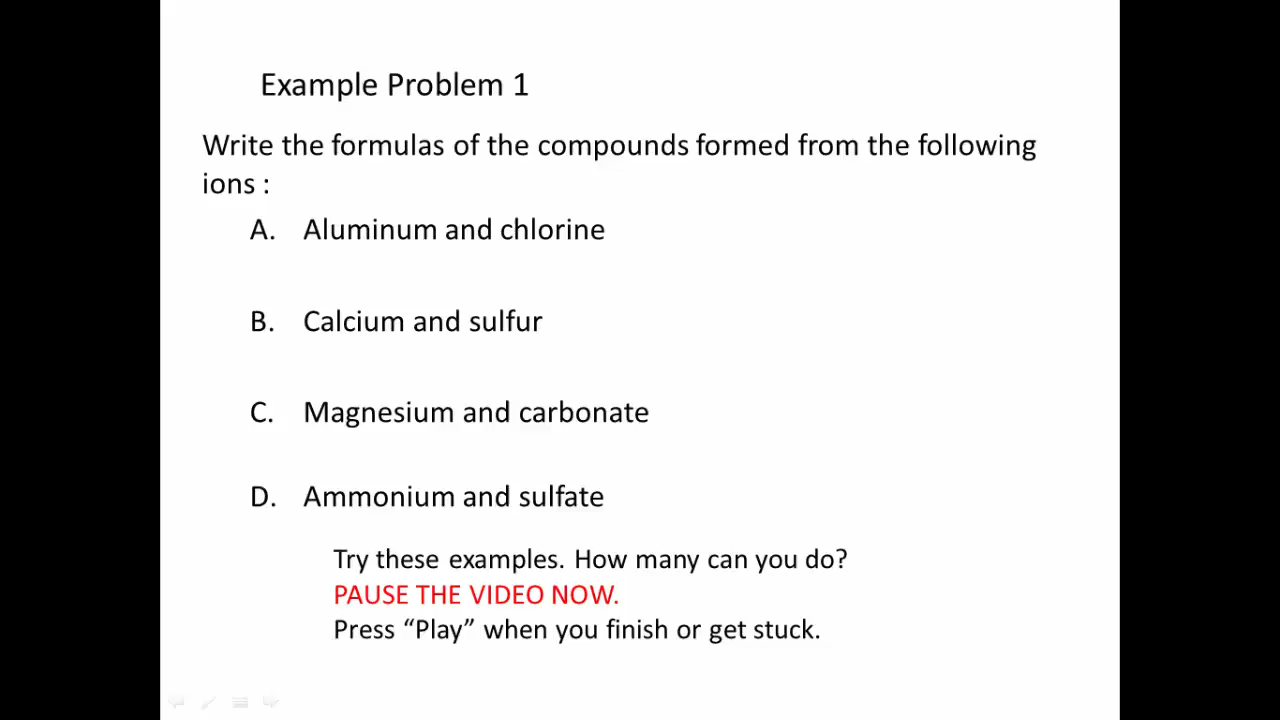 Example Problem 1
Write the formulas of the compounds formed from the following
ions :
A. Aluminum and chlorine
B. Calcium and sulfur
C. Magnesium and carbonate
D. Ammonium and sulfate
Try these examples. How many can you do?
PAUSE THE VIDEO NOW.
Press “Play” when you finish or get stuck.